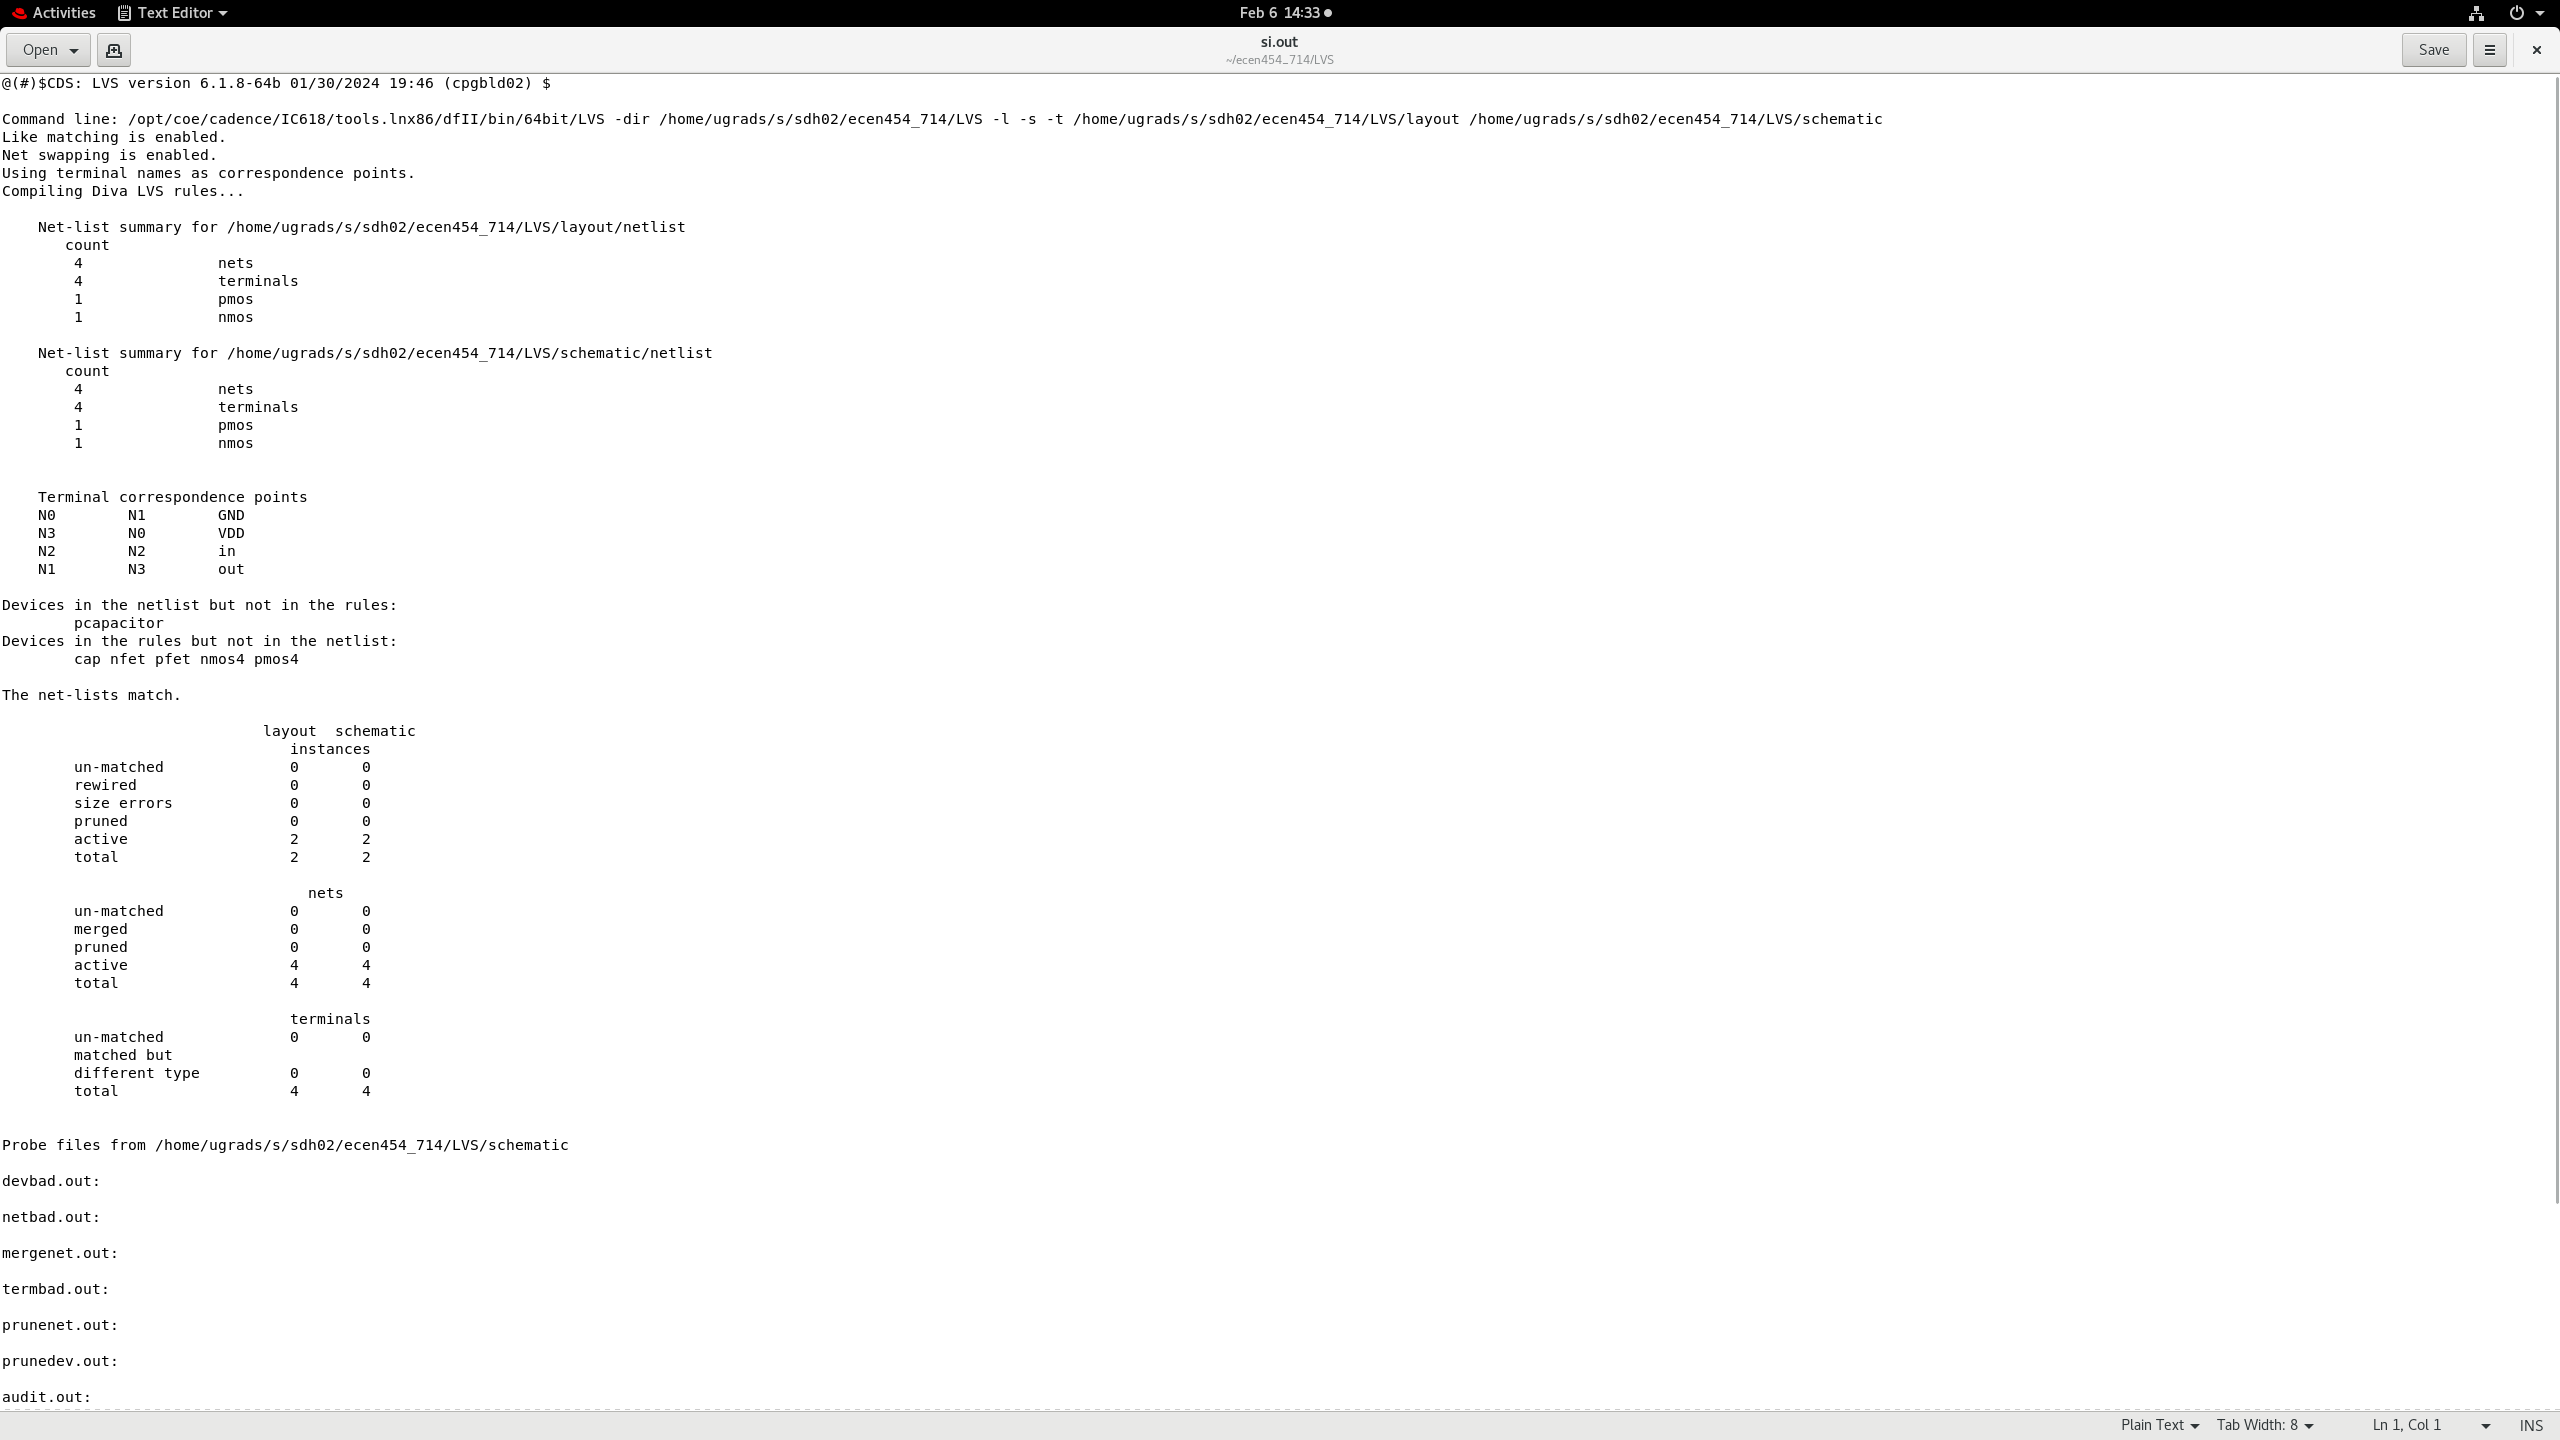 Activities Text Editor Feb 6 14:33
Open si.out Save
~/ecen454_714/LVS
@(#)$CDS: LVS version 6.1.8-64b 01/30/2024 19:46 (cpgbld02) $
Command line: /opt/coe/cadence/IC618/tools.lnx86/dfII/bin/64bit/LVS -dir /home/ugrads/s/sdh02/ecen454_714/LVS -l -s -t /home/ugrads/s/sdh02/ecen454_714/LVS/layout /home/ugrads/s/sdh02/ecen454_714/LVS/schematic
Like matching is enabled.
Net swapping is enabled.
Using terminal names as correspondence points.
Compiling Diva LVS rules...
Net-list summary for /home/ugrads/s/sdh02/ecen454_714/LVS/layout/netlist
count
4 nets
4 terminals
1 pmos
1 nmos
Net-list summary for /home/ugrads/s/sdh02/ecen454_714/LVS/schematic/netlist
count
4 nets
4 terminals
1 pmos
1 nmos
Terminal correspondence points
N0 N1 GND
N3 N0 VDD
N2 N2 in
N1 N3 out
Devices in the netlist but not in the rules:
pcapacitor
Devices in the rules but not in the netlist:
cap nfet pfet nmos4 pmos4
The net-lists match.
layout schematic
instances
un-matched 0 0
rewired 0 0
size errors 0 0
pruned 0 0
active 2 2
total 2 2
nets
un-matched 0 0
merged 0 0
pruned 0 0
active 4 4
total 4 4
terminals
un-matched 0 0
matched but
different type 0 0
total 4 4
Probe files from /home/ugrads/s/sdh02/ecen454_714/LVS/schematic
devbad.out:
netbad.out:
mergenet.out:
termbad.out:
prunenet.out:
prunedev.out:
audit.out:
Plain Text Tab Width: 8 Ln 1, Col 1 INS